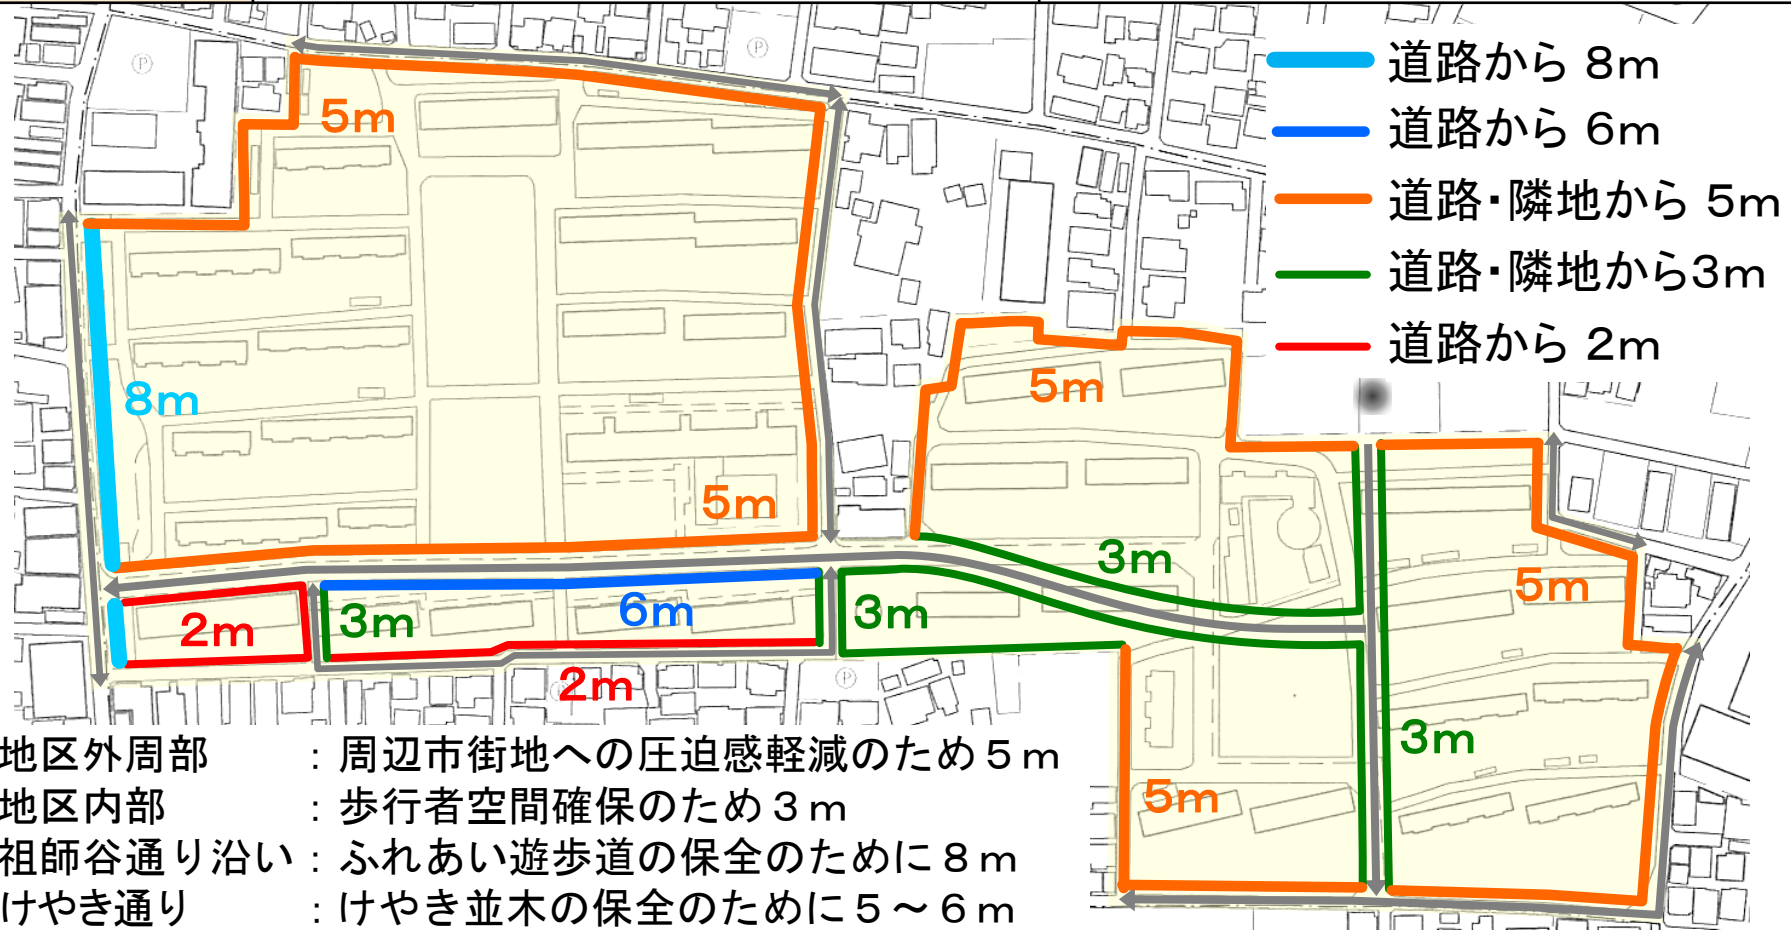 道路から 8m
道路から 6m
道路・隣地から 5m
道路・隣地から3m
道路から 2m
Ⓟ
Ⓟ
5m
5m
8m
5m
3m
5m
2m
3m
6m
3m
2m
Ⓟ
Ⓟ
3m
5m
地区外周部 : 周辺市街地への圧迫感軽減のため5m
地区内部 : 歩行者空間確保のため3m
祖師谷通り沿い : ふれあい遊歩道の保全のために8m
けやき通り : けやき並木の保全のために5~6m